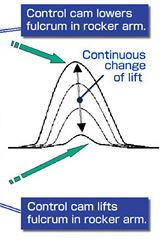 Control cam lowers
fulcrum in rocker arm.
Continuous
change
of lift
Control cam lifts
fulcrum in rocker arm.